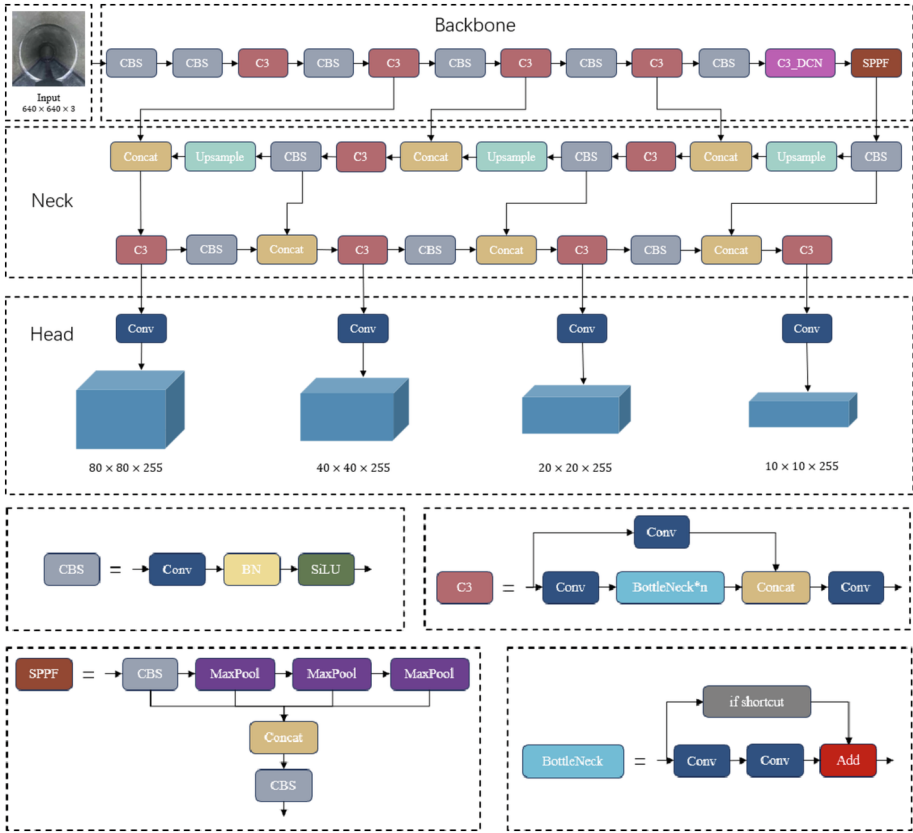 Backbone
CBS CBS C3 CBS C3 CBS C3 CBS C3 CBS C3_DCN SPPF
Input
640 × 640 × 3
Neck
Concat Upsample CBS C3 Concat Upsample CBS C3 Concat Upsample CBS
C3 CBS Concat C3 CBS Concat C3 CBS Concat C3
Head
Conv Conv Conv Conv
80 × 80 × 255 40 × 40 × 255 20 × 20 × 255 10 × 10 × 255
CBS = Conv BN SiLU
Conv
C3 = Conv BottleNeck*n Concat Conv
SPPF = CBS MaxPool MaxPool MaxPool
Concat
CBS
if shortcut
BottleNeck = Conv Conv Add